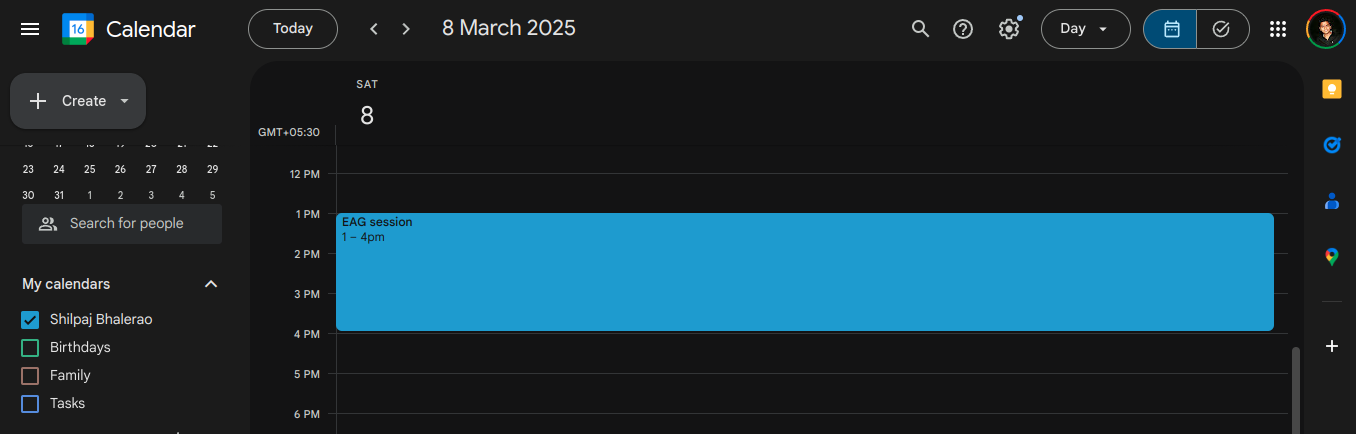 16 Calendar
Today
8 March 2025
Day
Create
SAT
8
GMT+05:30
23 24 25 26 27 28 29
30 31 1 2 3 4 5
Search for people
My calendars
Shilpaj Bhalerao
Birthdays
Family
Tasks
12 PM
1 PM
EAG session
1 – 4pm
2 PM
3 PM
4 PM
5 PM
6 PM